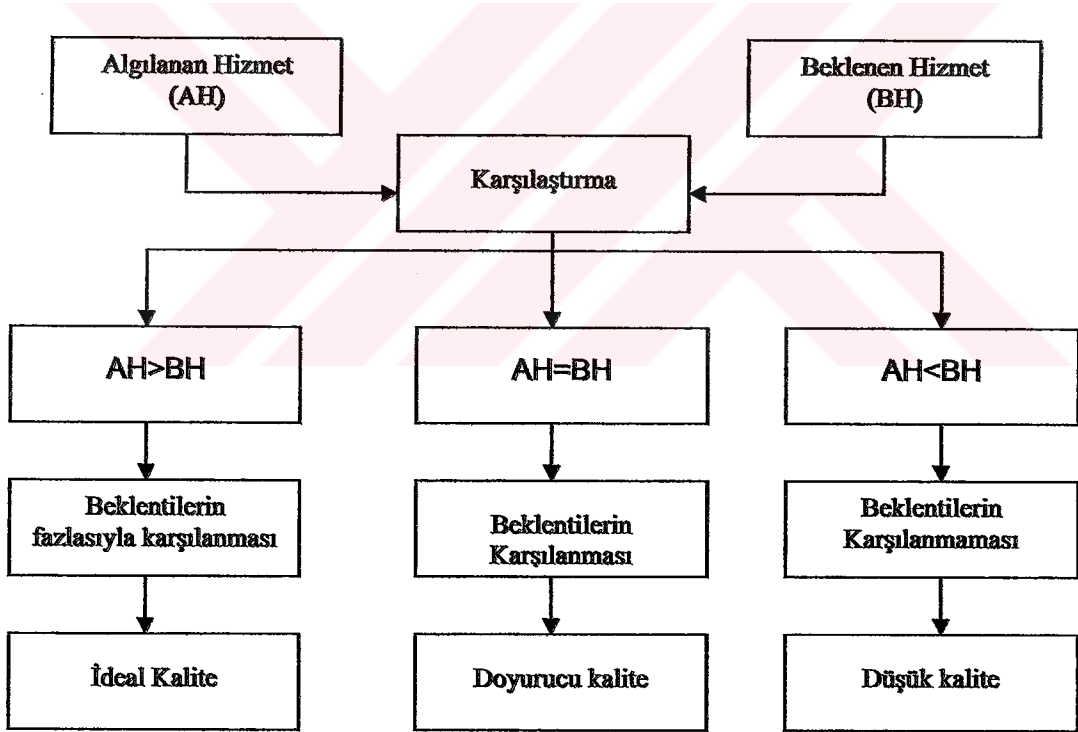 Algılanan Hizmet
(AH)
Beklenen Hizmet
(BH)
Karşılaştırma
AH>BH
AH=BH
AH<BH
Beklentilerin
fazlasıyla karşılanması
Beklentilerin
Karşılanması
Beklentilerin
Karşılanmaması
İdeal Kalite
Doyurucu kalite
Düşük kalite